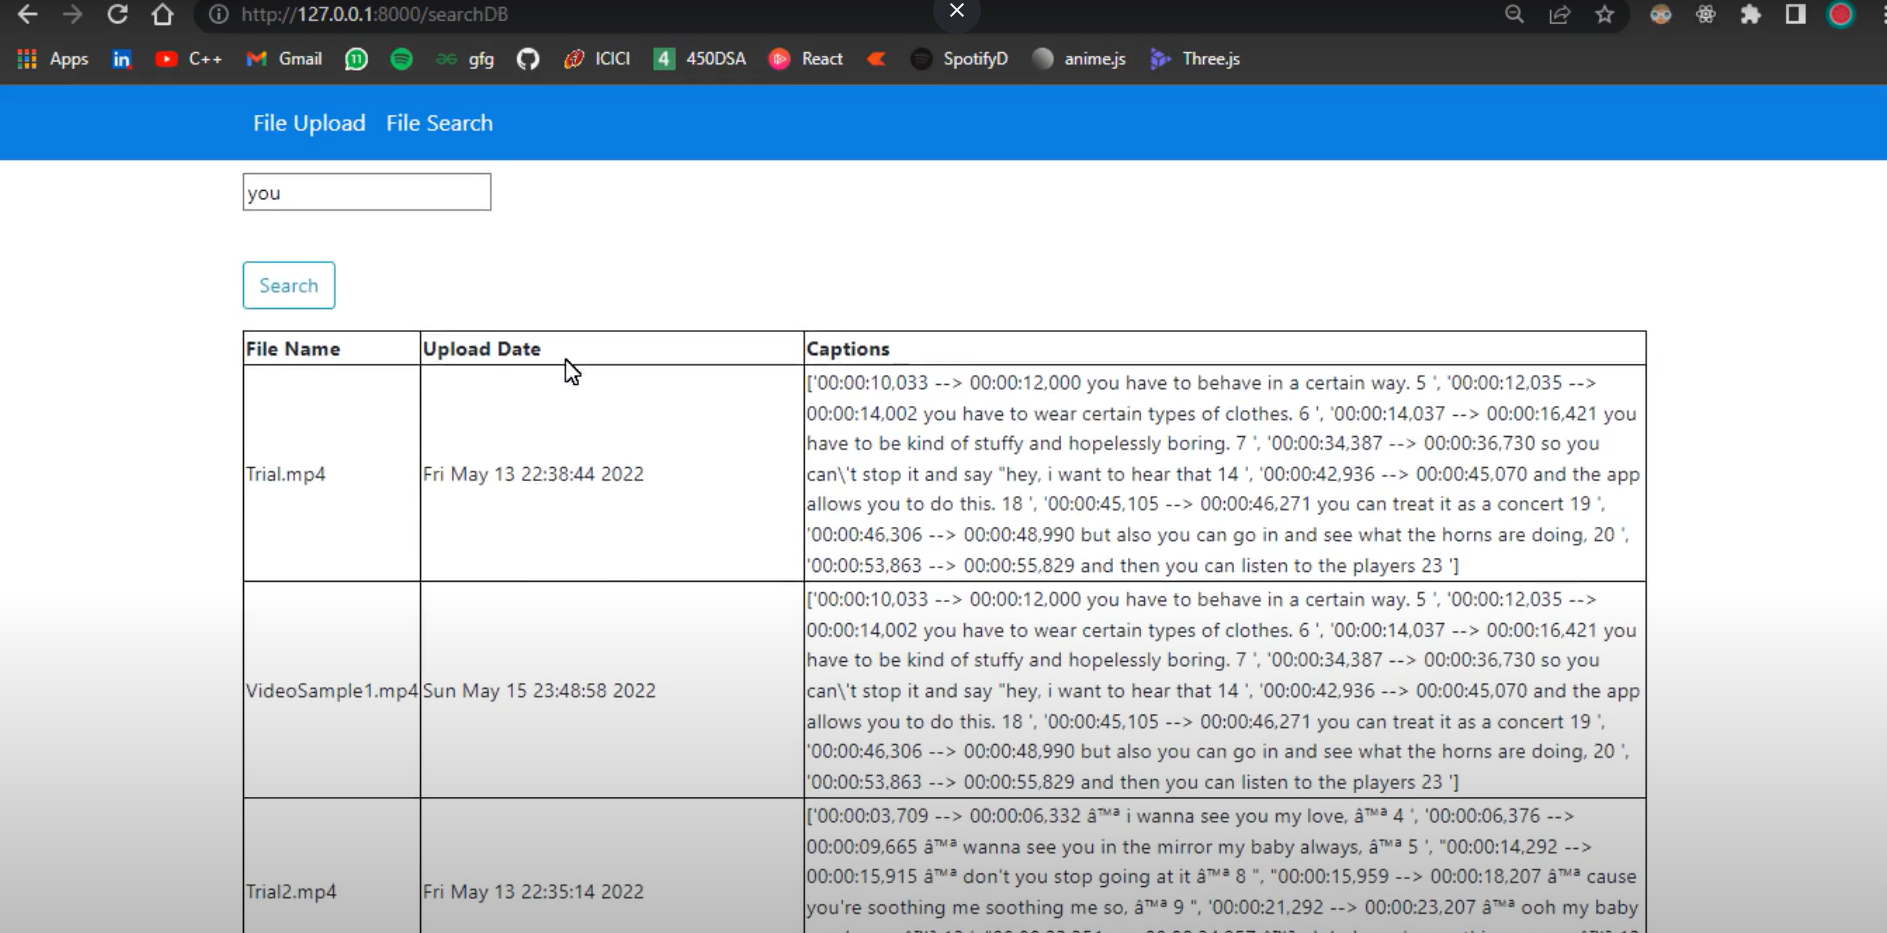 http://127.0.0.1:8000/searchDB
Apps in C++ Gmail 11 gfg ICICI 4 450DSA React SpotifyD anime.js Three.js
File Upload File Search
you
Search
File Name Upload Date Captions
Trial.mp4 Fri May 13 22:38:44 2022
['00:00:10,033 --> 00:00:12,000 you have to behave in a certain way. 5 ', '00:00:12,035 -->
00:00:14,002 you have to wear certain types of clothes. 6 ', '00:00:14,037 --> 00:00:16,421 you
have to be kind of stuffy and hopelessly boring. 7 ', '00:00:34,387 --> 00:00:36,730 so you
can\'t stop it and say "hey, i want to hear that 14 ', '00:00:42,936 --> 00:00:45,070 and the app
allows you to do this. 18 ', '00:00:45,105 --> 00:00:46,271 you can treat it as a concert 19 ',
'00:00:46,306 --> 00:00:48,990 but also you can go in and see what the horns are doing, 20 ',
'00:00:53,863 --> 00:00:55,829 and then you can listen to the players 23 ']
VideoSample1.mp4 Sun May 15 23:48:58 2022
['00:00:10,033 --> 00:00:12,000 you have to behave in a certain way. 5 ', '00:00:12,035 -->
00:00:14,002 you have to wear certain types of clothes. 6 ', '00:00:14,037 --> 00:00:16,421 you
have to be kind of stuffy and hopelessly boring. 7 ', '00:00:34,387 --> 00:00:36,730 so you
can\'t stop it and say "hey, i want to hear that 14 ', '00:00:42,936 --> 00:00:45,070 and the app
allows you to do this. 18 ', '00:00:45,105 --> 00:00:46,271 you can treat it as a concert 19 ',
'00:00:46,306 --> 00:00:48,990 but also you can go in and see what the horns are doing, 20 ',
'00:00:53,863 --> 00:00:55,829 and then you can listen to the players 23 ']
Trial2.mp4 Fri May 13 22:35:14 2022
['00:00:03,709 --> 00:00:06,332 â™ª i wanna see you my love, â™ª 4 ', '00:00:06,376 -->
00:00:09,665 â™ª wanna see you in the mirror my baby always, â™ª 5 ', "00:00:14,292 -->
00:00:15,915 â™ª don't you stop going at it â™ª 8 ", "00:00:15,959 --> 00:00:18,207 â™ª cause
you're soothing me soothing me so, â™ª 9 ", '00:00:21,292 --> 00:00:23,207 â™ª ooh my baby